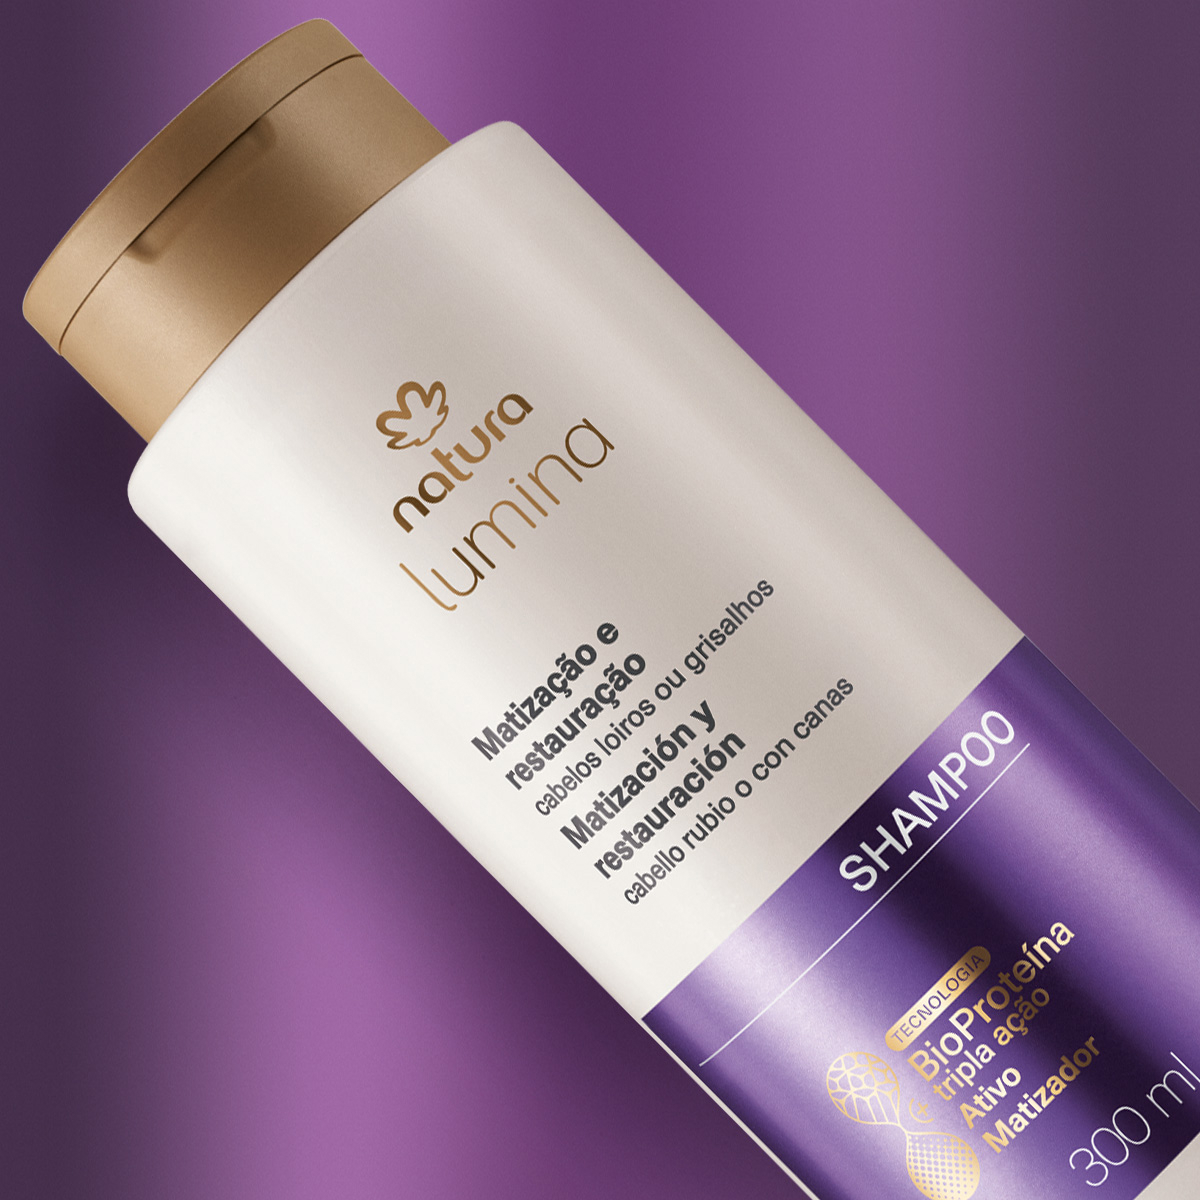 natura
lumina
Matização e
restauração
cabelos loiros ou grisalhos
Matización y
restauración
cabello rubio o con canas
SHAMPOO
TECNOLOGIA
BioProteína
+ tripla ação
Ativo
Matizador
300 ml